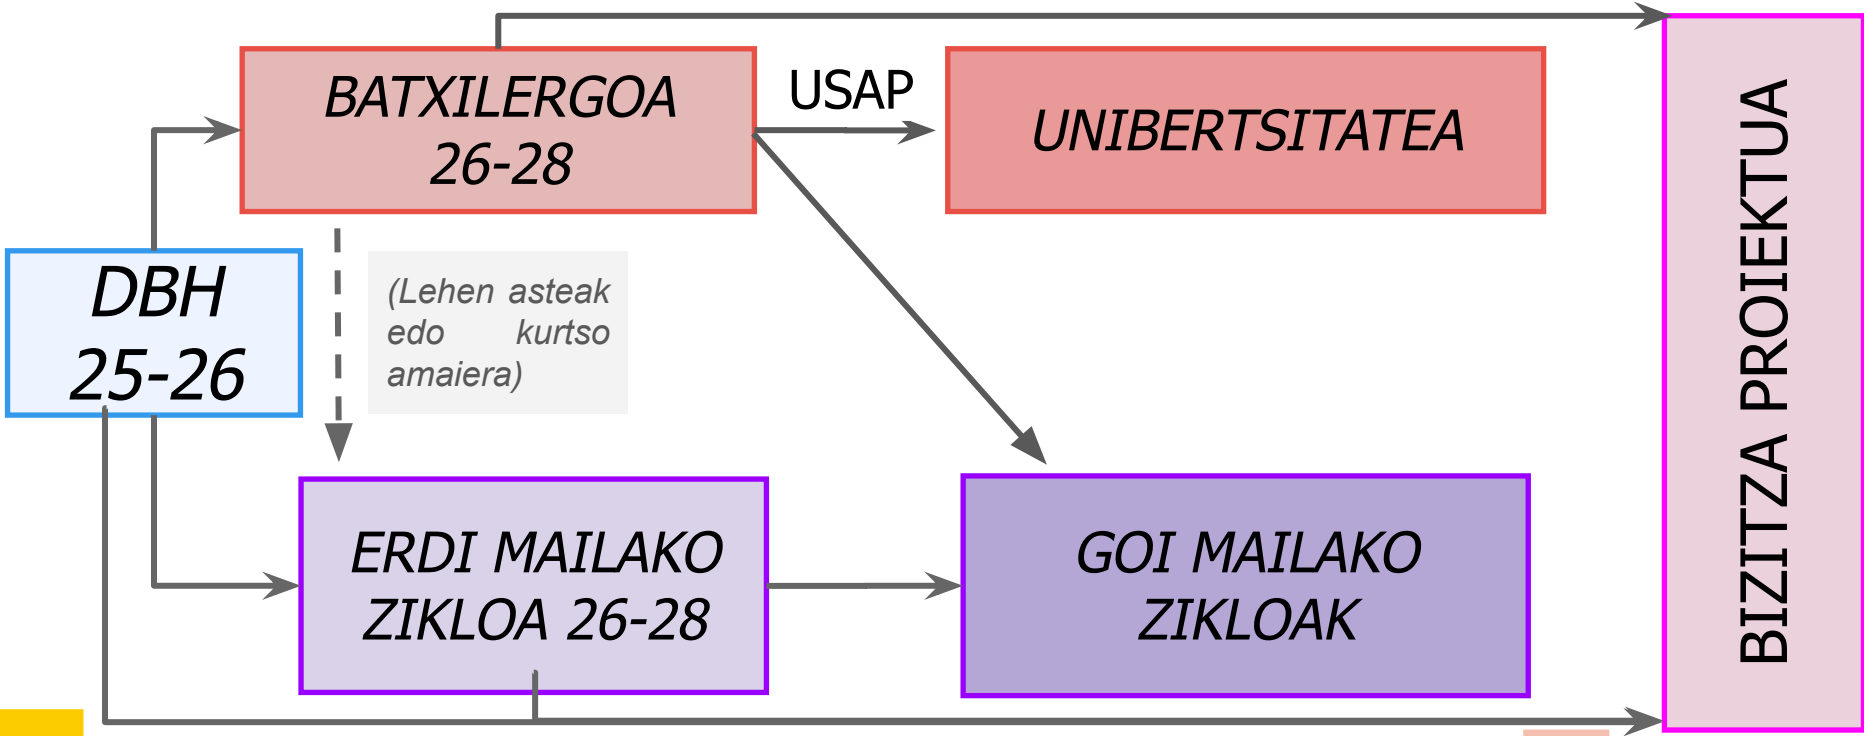 BATXILERGOA
26-28
USAP
UNIBERTSITATEA
DBH
25-26
(Lehen asteak
edo kurtso
amaiera)
ERDI MAILAKO
ZIKLOA 26-28
GOI MAILAKO
ZIKLOAK
BIZITZA PROIEKTUA